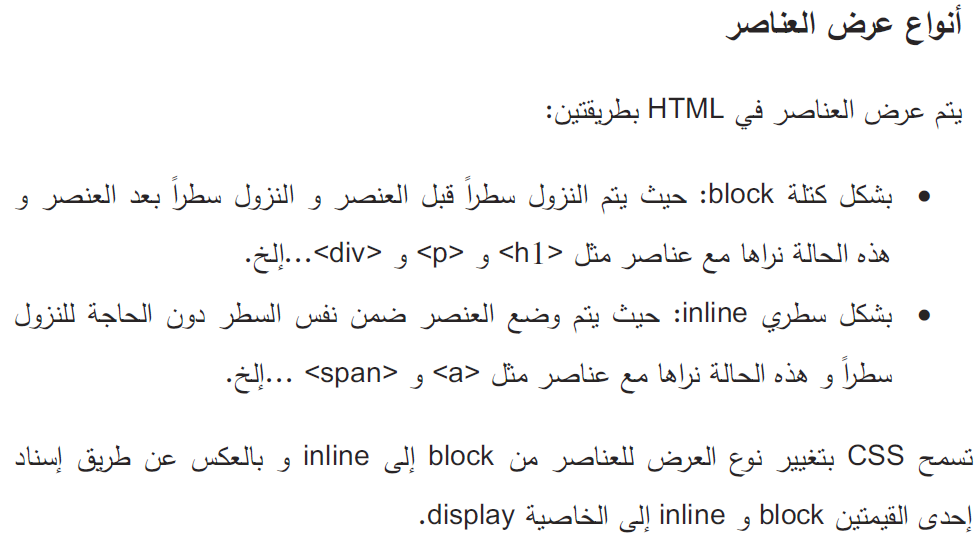 أنواع عرض العناصر
يتم عرض العناصر في HTML بطريقتين:
• بشكل كتلة block: حيث يتم النزول سطراً قبل العنصر و النزول سطراً بعد العنصر و
هذه الحالة نراها مع عناصر مثل <h1> و <p> و <div>...إلخ.
• بشكل سطري inline: حيث يتم وضع العنصر ضمن نفس السطر دون الحاجة للنزول
سطراً و هذه الحالة نراها مع عناصر مثل <a> و <span> ...إلخ.
تسمح CSS بتغيير نوع العرض للعناصر من block إلى inline و بالعكس عن طريق إسناد
إحدى القيمتين block و inline إلى الخاصية display.